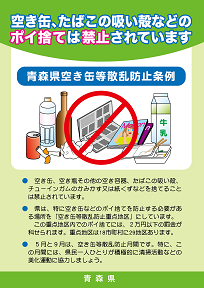 空き缶、たばこの吸い殻などの
ポイ捨ては禁止されています
青森県空き缶等散乱防止条例
牛乳
● 空き缶、空き瓶その他の空き容器、たばこの吸い殻、
チューインガムのかみかす又は紙くずなどを捨てること
は禁止されています。
● 県は、特に空き缶などのポイ捨てを防止する必要があ
る場所を「空き缶等散乱防止重点地区」にしています。
この重点地区内でのポイ捨てには、2万円以下の罰金が
科せられます。重点地区は18市町村に29地区あります。
● 5月と9月は、空き缶等散乱防止月間です。特に、こ
の月間には、県民一人ひとりが積極的に清掃活動などの
美化運動に協力しましょう。
青森県